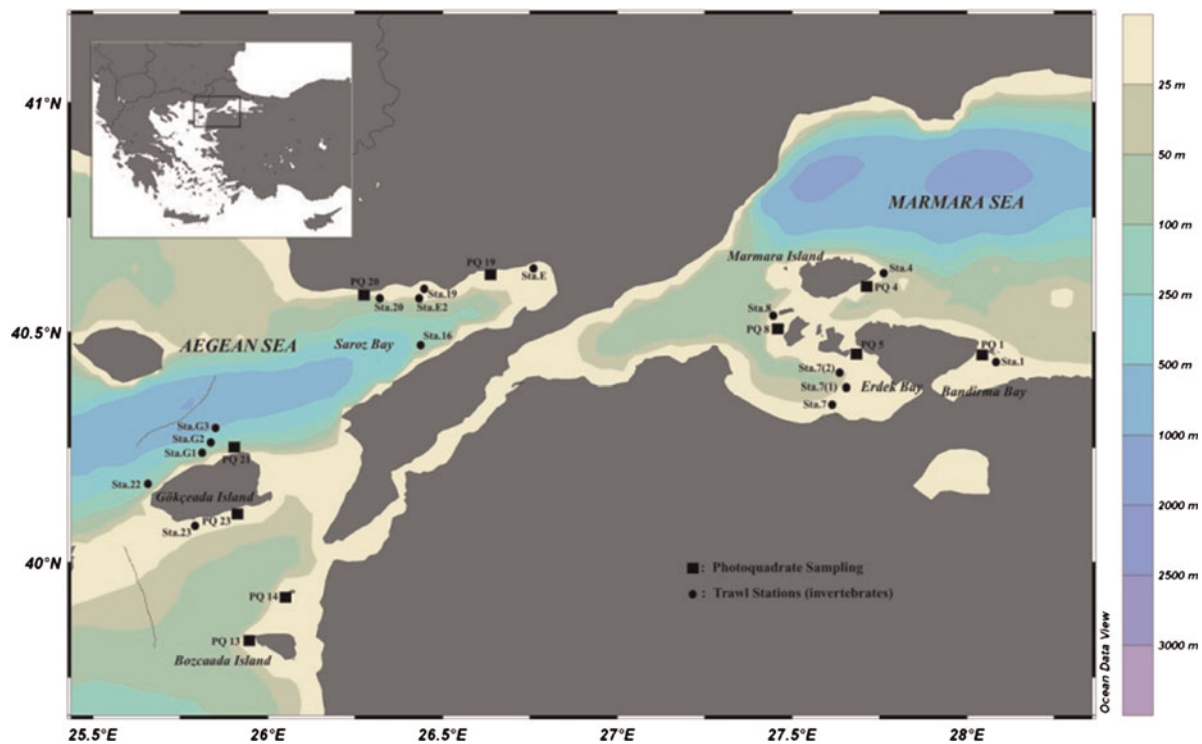 41°N
40.5°N
40°N
25.5°E
26°E
26.5°E
27°E
27.5°E
28°E
MARMARA SEA
Marmara Island
Sta.4
PQ 4
Sta.8
PQ 8
PQ 5
PQ 1
Sta.1
Sta.7(2)
Sta.7(1)
Sta.7
Erdek Bay
Bandirma Bay
PQ 19
Sta.E
PQ 20
Sta.19
Sta.20
Sta.E2
Sta.16
Saroz Bay
AEGEAN SEA
Sta.G3
Sta.G2
Sta.G1
PQ 21
Sta.22
Gökçeada Island
PQ 23
Sta.23
PQ 14
PQ 13
Bozcaada Island
: Photoquadrate Sampling
: Trawl Stations (invertebrates)
25 m
50 m
100 m
250 m
500 m
1000 m
2000 m
2500 m
3000 m
Ocean Data View